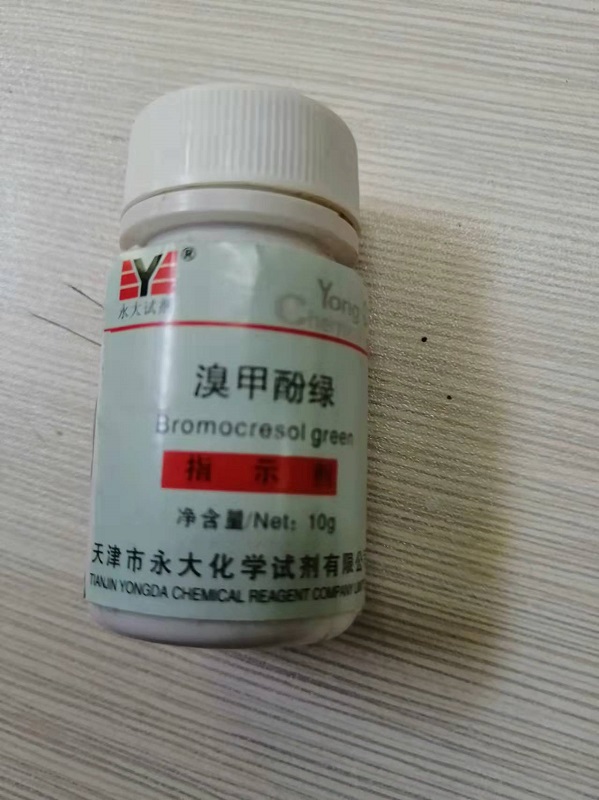 Y®
永大试剂
Yong
Chem
溴甲酚绿
Bromocresol green
指示剂
净含量/Net: 10g
天津市永大化学试剂有限公
TIANJIN YONGDA CHEMICAL REAGENT COMPANY